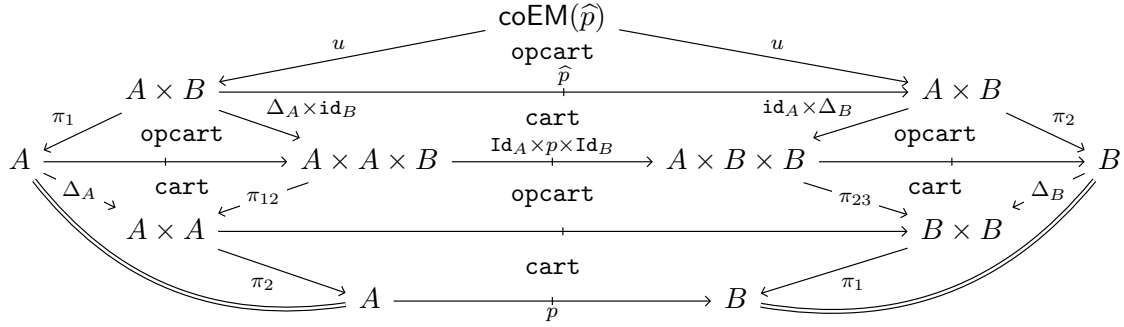 coEM(p̂)
u u
opcart
p̂
A × B A × B
π₁ Δ_A×id_B cart id_A×Δ_B π₂
opcart Id_A×p×Id_B opcart
A A × A × B A × B × B B
Δ_A cart π₁₂ opcart π₂₃ cart Δ_B
A × A B × B
π₂ cart π₁
A B
p